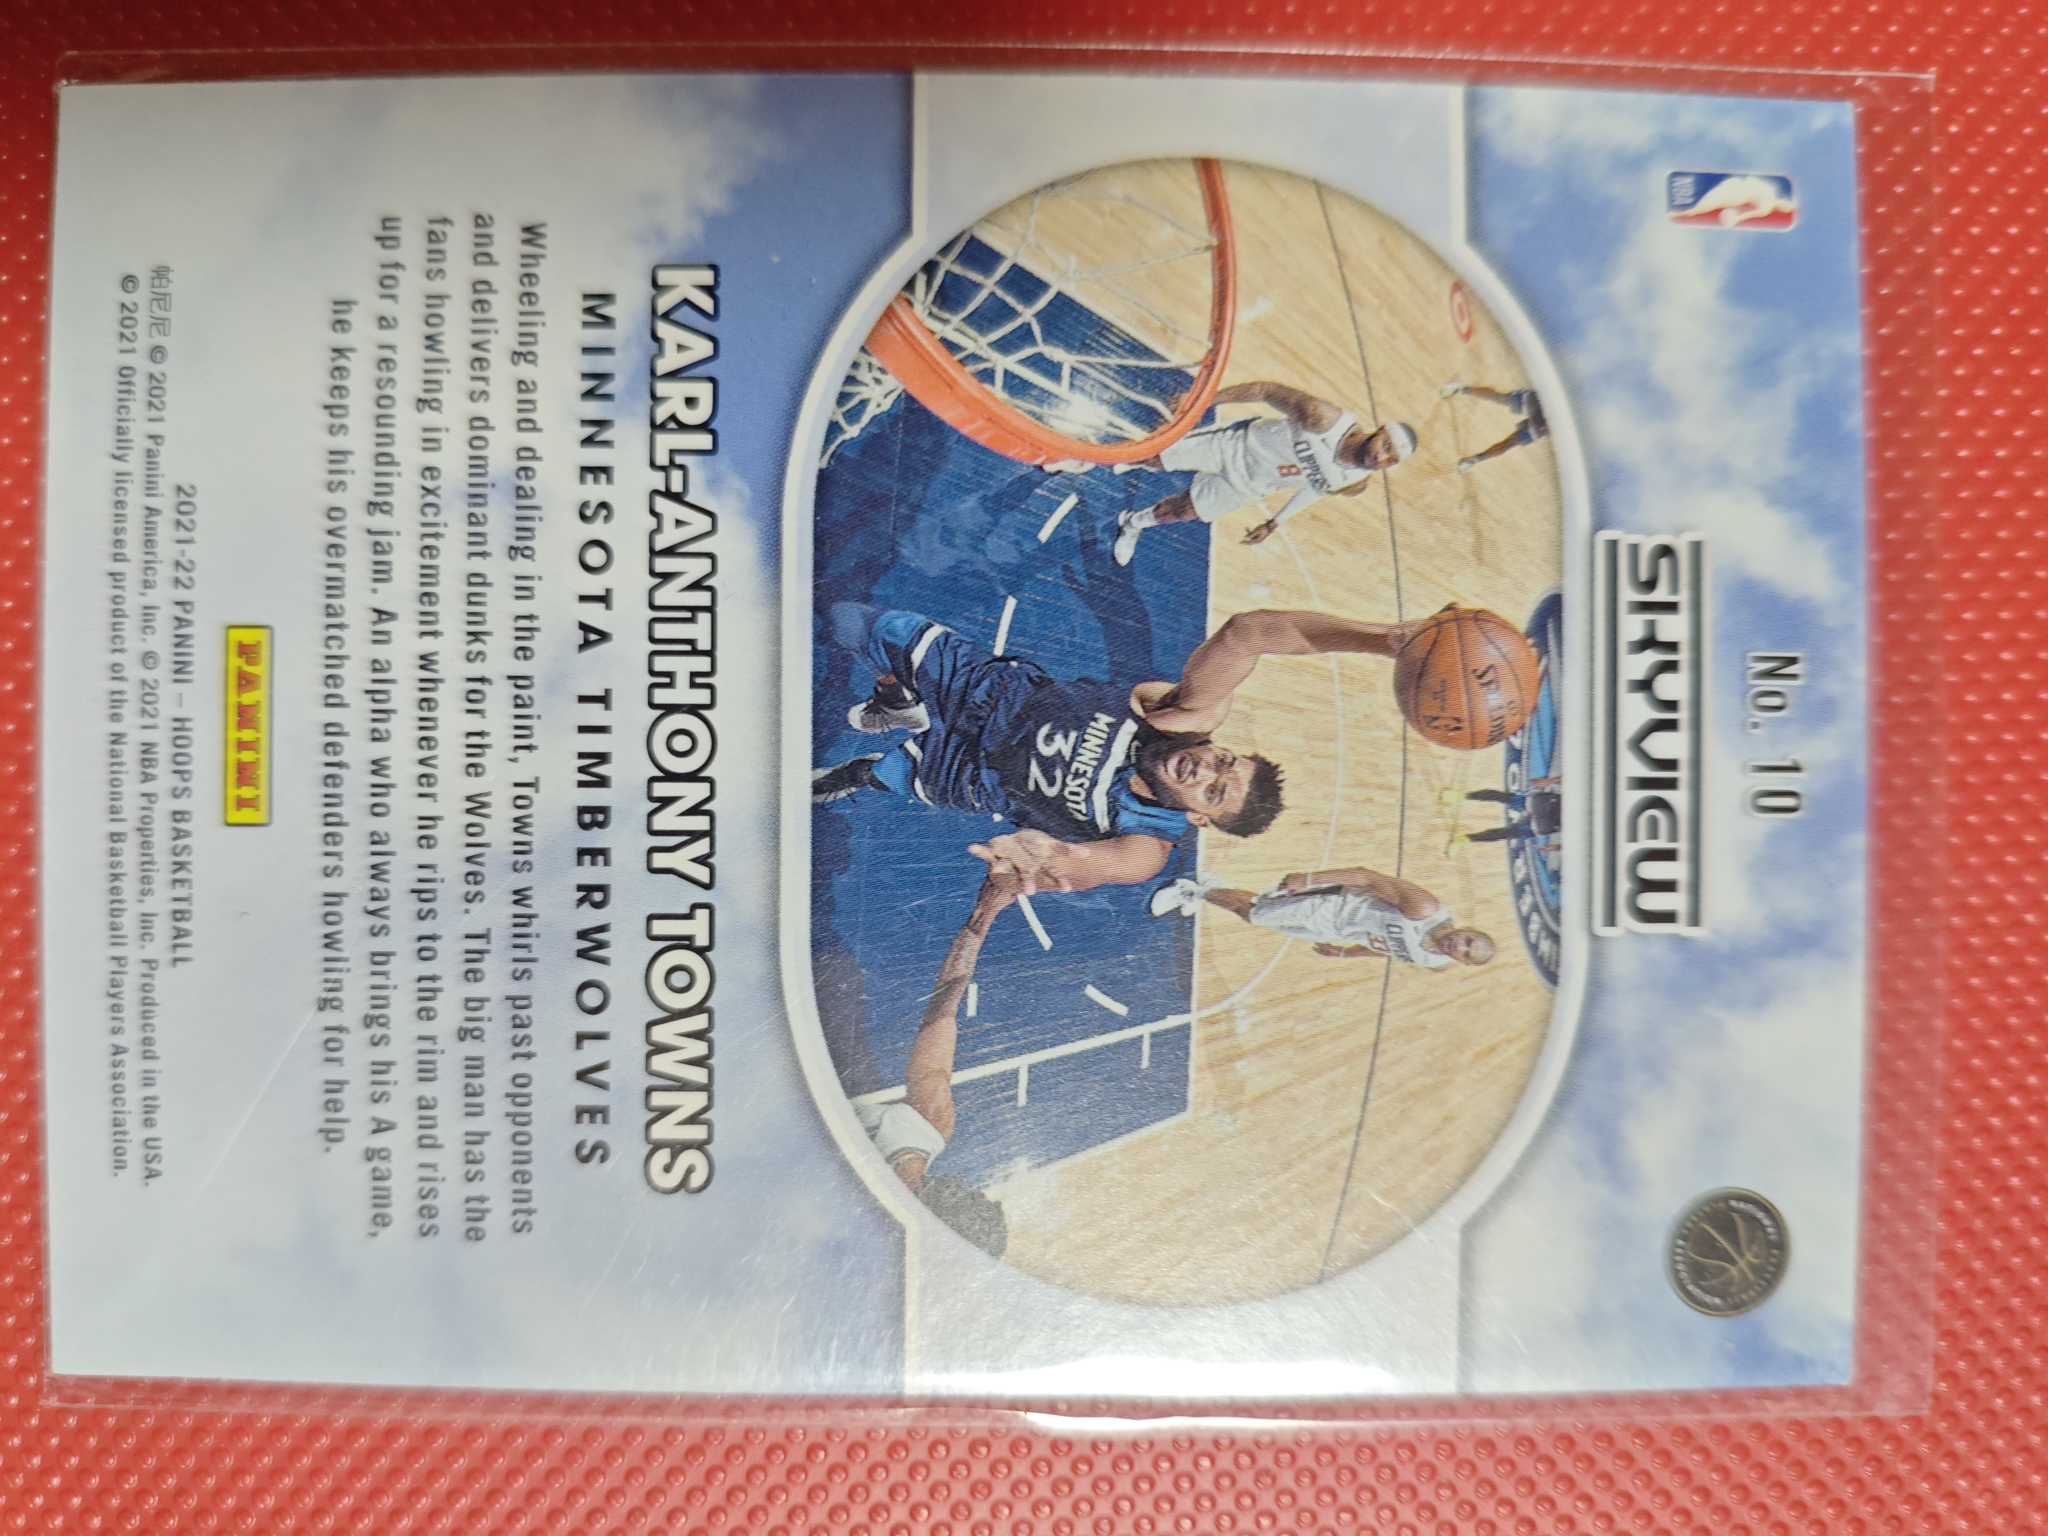 No. 10
NBA
SKYVIEW
SPALDING
CLIPPERS
8
CLIPPERS
33
MINNESOTA
32
KARL-ANTHONY TOWNS
MINNESOTA TIMBERWOLVES
Wheeling and dealing in the paint, Towns whirls past opponents
and delivers dominant dunks for the Wolves. The big man has the
fans howling in excitement whenever he rips to the rim and rises
up for a resounding jam. An alpha who always brings his A game,
he keeps his overmatched defenders howling for help.
PANINI
2021-22 PANINI – HOOPS BASKETBALL
帕尼尼 © 2021 Panini America, Inc. © 2021 NBA Properties, Inc. Produced in the USA.
© 2021 Officially licensed product of the National Basketball Players Association.